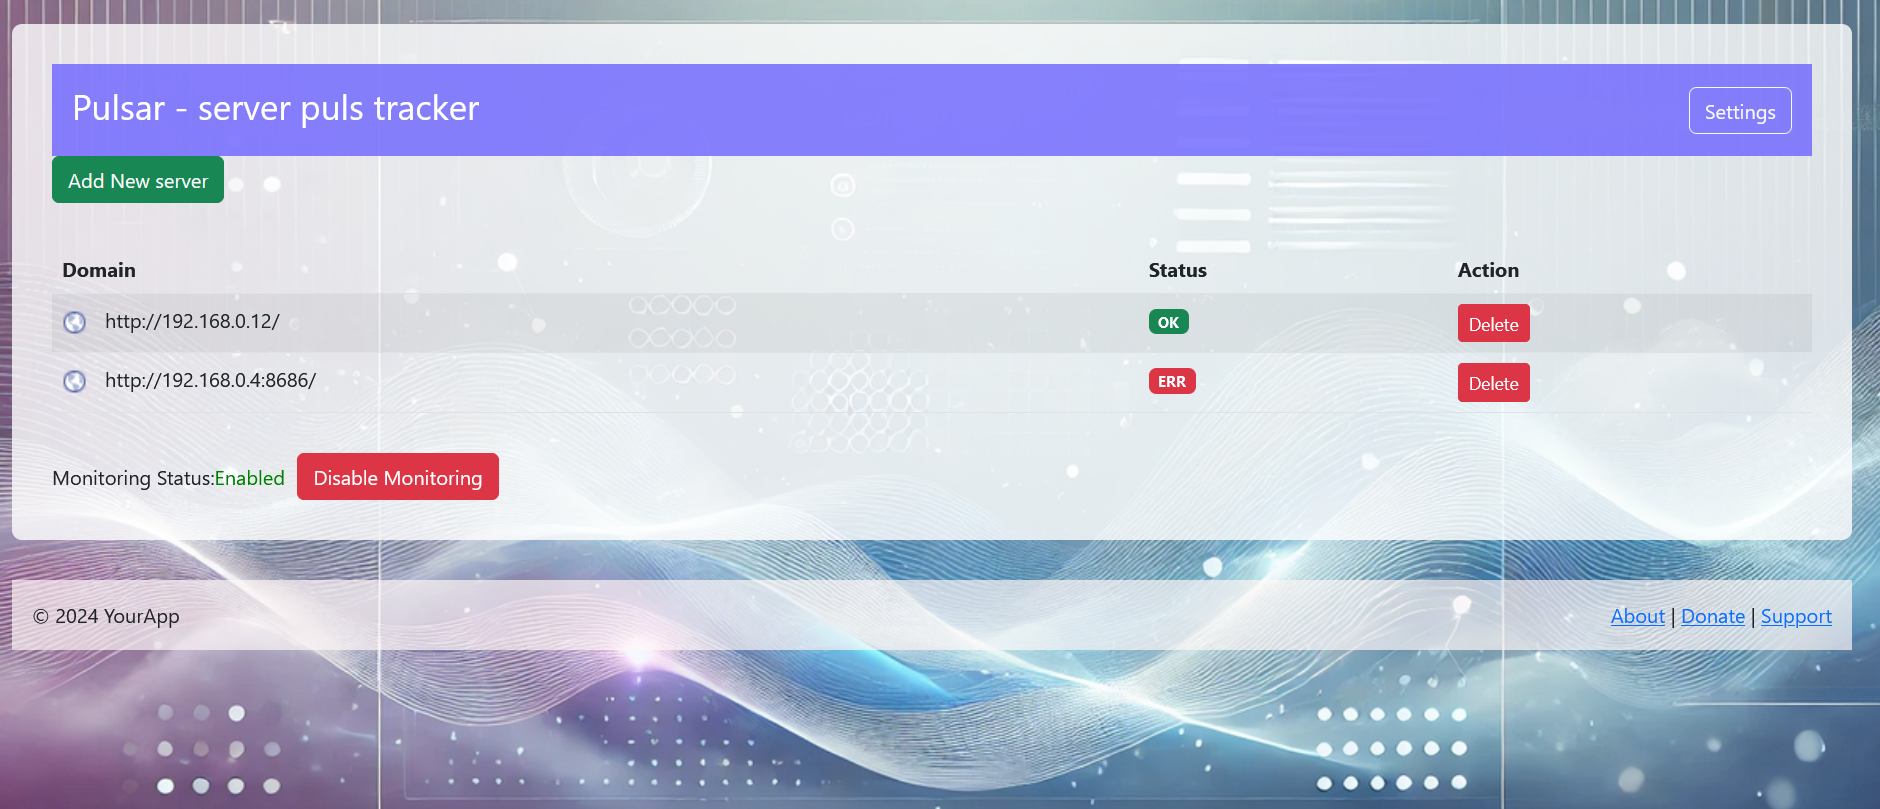 Pulsar - server puls tracker
Settings
Add New server
Domain Status Action
http://192.168.0.12/ OK Delete
http://192.168.0.4:8686/ ERR Delete
Monitoring Status:Enabled Disable Monitoring
© 2024 YourApp
About | Donate | Support